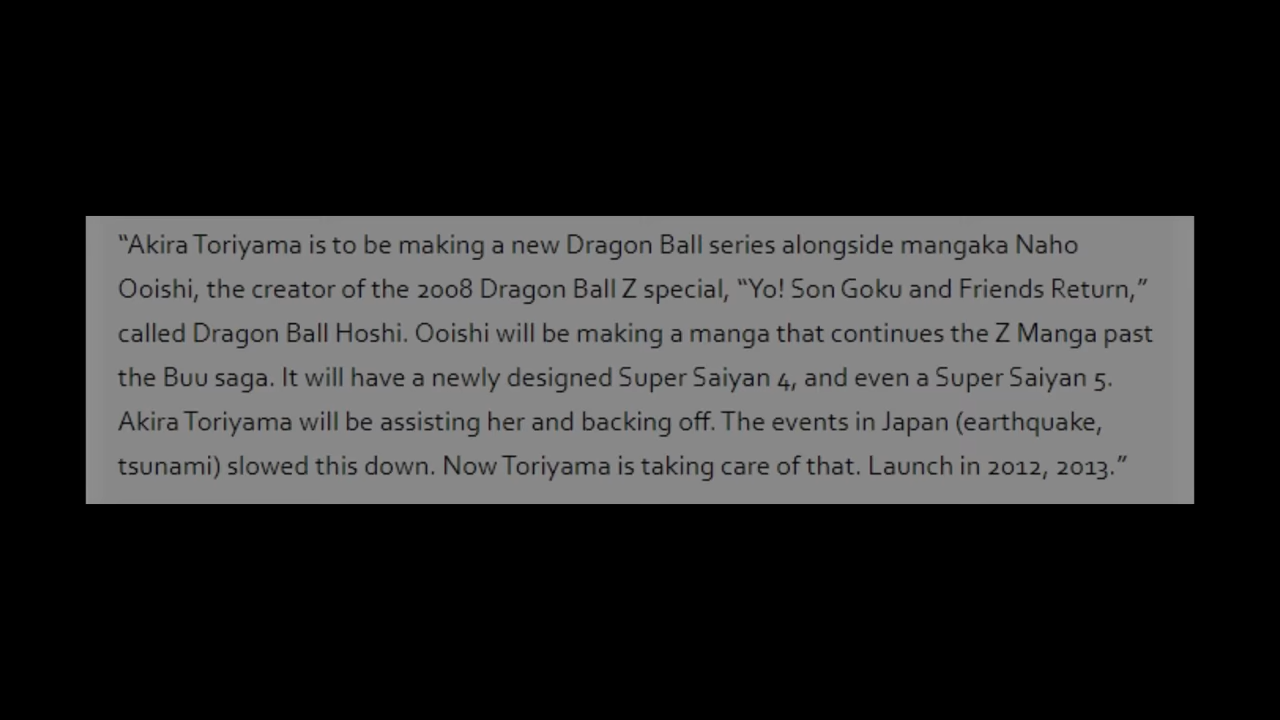 “Akira Toriyama is to be making a new Dragon Ball series alongside mangaka Naho
Ooishi, the creator of the 2008 Dragon Ball Z special, “Yo! Son Goku and Friends Return,”
called Dragon Ball Hoshi. Ooishi will be making a manga that continues the Z Manga past
the Buu saga. It will have a newly designed Super Saiyan 4, and even a Super Saiyan 5.
Akira Toriyama will be assisting her and backing off. The events in Japan (earthquake,
tsunami) slowed this down. Now Toriyama is taking care of that. Launch in 2012, 2013.”